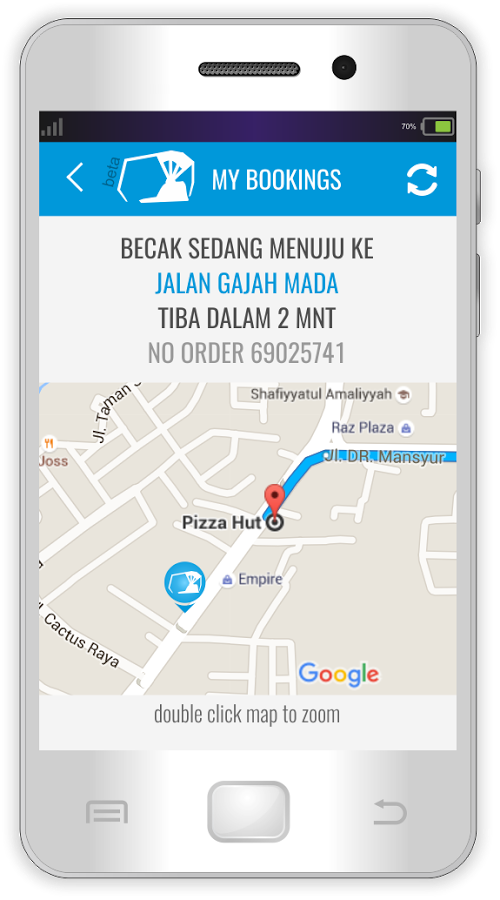 70%
beta
MY BOOKINGS
BECAK SEDANG MENUJU KE
JALAN GAJAH MADA
TIBA DALAM 2 MNT
NO ORDER 69025741
Shafiyyatul Amaliyyah
Jl. Taman
Raz Plaza
Joss
Jl. DR. Mansyur
Pizza Hut
Empire
Jl. Cactus Raya
Google
double click map to zoom